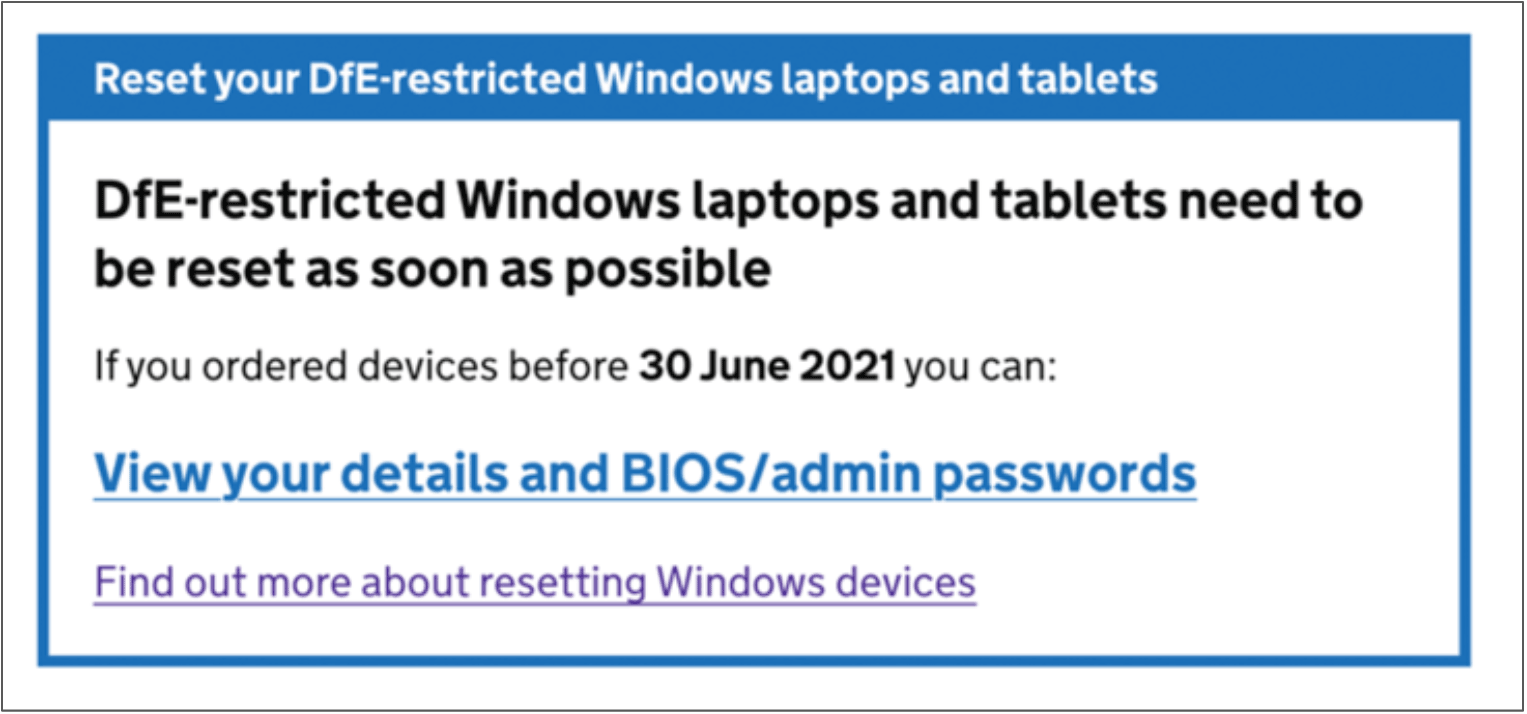 Reset your DfE-restricted Windows laptops and tablets
DfE-restricted Windows laptops and tablets need to
be reset as soon as possible
If you ordered devices before 30 June 2021 you can:
View your details and BIOS/admin passwords
Find out more about resetting Windows devices